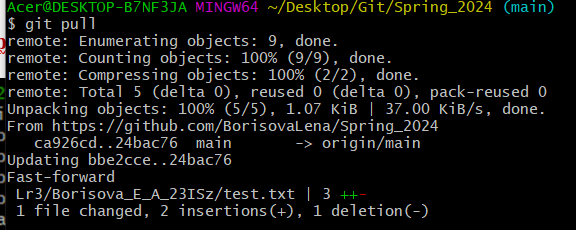 Acer@DESKTOP-B7NF3JA MINGW64 ~/Desktop/Git/Spring_2024 (main)
$ git pull
remote: Enumerating objects: 9, done.
remote: Counting objects: 100% (9/9), done.
remote: Compressing objects: 100% (2/2), done.
remote: Total 5 (delta 0), reused 0 (delta 0), pack-reused 0
Unpacking objects: 100% (5/5), 1.07 KiB | 37.00 KiB/s, done.
From https://github.com/BorisovaLena/Spring_2024
   ca926cd..24bac76  main       -> origin/main
Updating bbe2cce..24bac76
Fast-forward
 Lr3/Borisova_E_A_23ISz/test.txt | 3 ++-
 1 file changed, 2 insertions(+), 1 deletion(-)